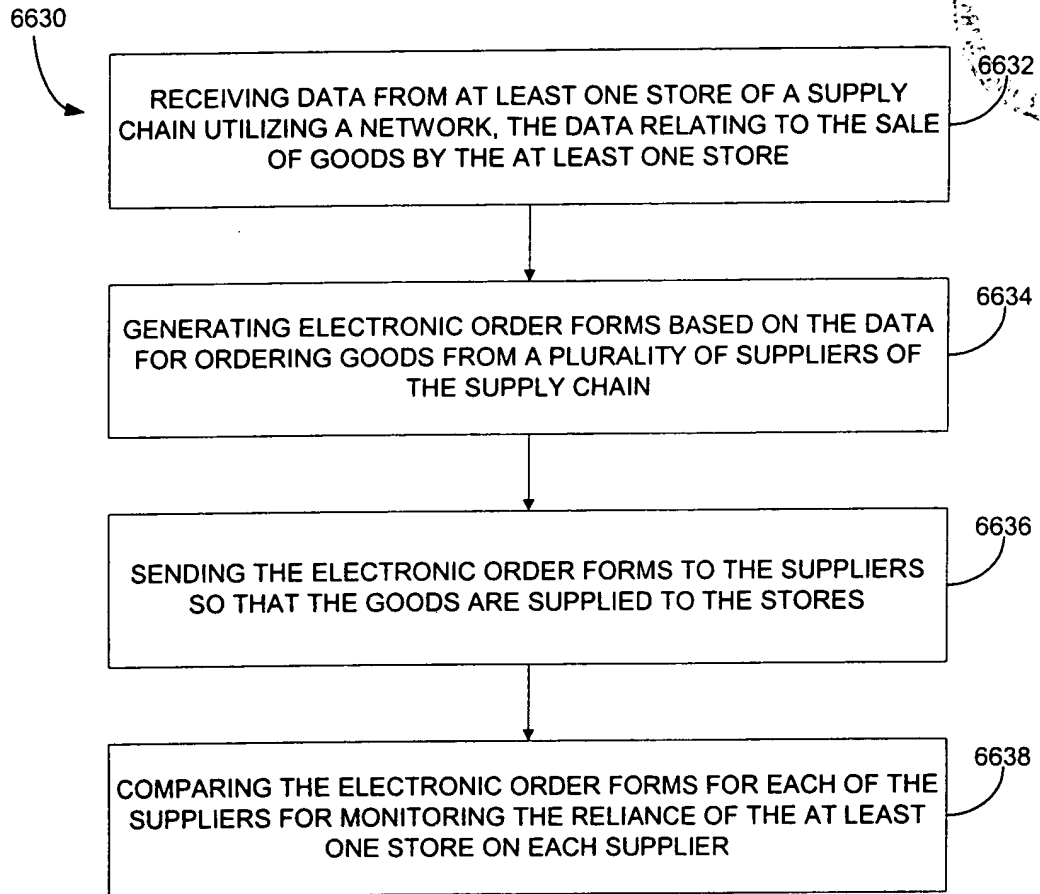 6630
6632
RECEIVING DATA FROM AT LEAST ONE STORE OF A SUPPLY
CHAIN UTILIZING A NETWORK, THE DATA RELATING TO THE SALE
OF GOODS BY THE AT LEAST ONE STORE
6634
GENERATING ELECTRONIC ORDER FORMS BASED ON THE DATA
FOR ORDERING GOODS FROM A PLURALITY OF SUPPLIERS OF
THE SUPPLY CHAIN
6636
SENDING THE ELECTRONIC ORDER FORMS TO THE SUPPLIERS
SO THAT THE GOODS ARE SUPPLIED TO THE STORES
6638
COMPARING THE ELECTRONIC ORDER FORMS FOR EACH OF THE
SUPPLIERS FOR MONITORING THE RELIANCE OF THE AT LEAST
ONE STORE ON EACH SUPPLIER